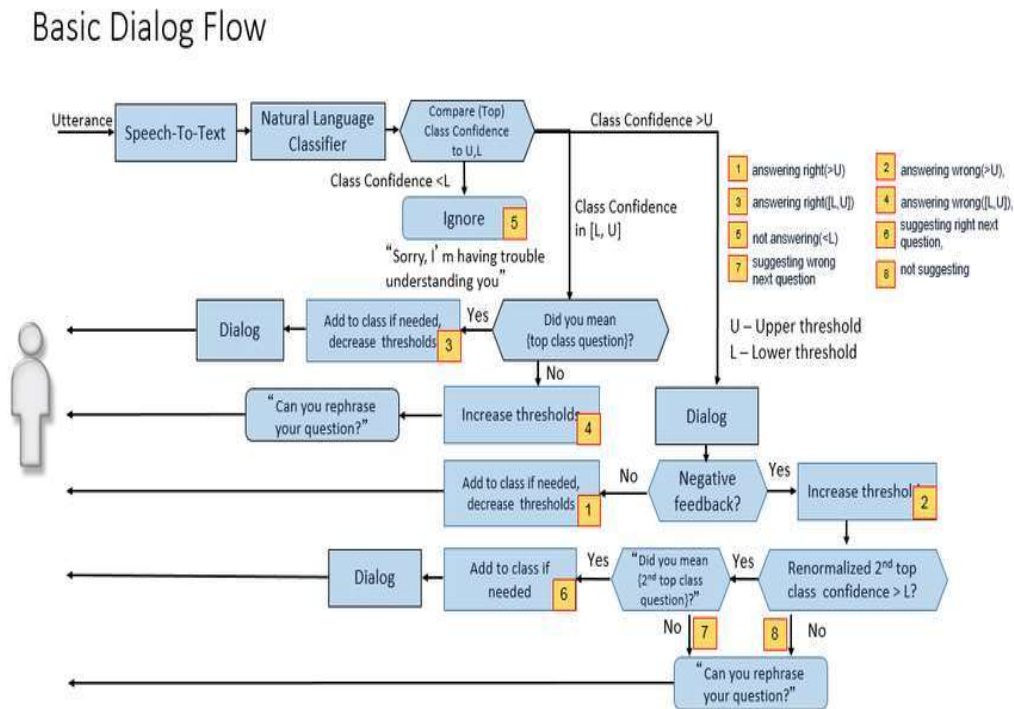 Basic Dialog Flow
Utterance
Speech-To-Text
Natural Language
Classifier
Compare (Top)
Class Confidence
to U,L
Class Confidence >U
Class Confidence <L
Ignore
5
"Sorry, I'm having trouble
understanding you"
Class Confidence
in [L, U]
1 answering right(>U)
2 answering wrong(>U),
3 answering right([L,U])
4 answering wrong([L,U]),
5 not answering(<L)
6 suggesting right next
question,
7 suggesting wrong
next question
8 not suggesting
U – Upper threshold
L – Lower threshold
Dialog
Add to class if needed,
decrease thresholds
3
Yes
Did you mean
{top class question}?
No
"Can you rephrase
your question?"
Increase thresholds
4
Dialog
Add to class if needed,
decrease thresholds
1
No
Negative
feedback?
Yes
Increase threshold
2
Dialog
Add to class if
needed
6
Yes
"Did you mean
{2nd top class
question}?"
Yes
Renormalized 2nd top
class confidence > L?
No
7
8
No
"Can you rephrase
your question?"